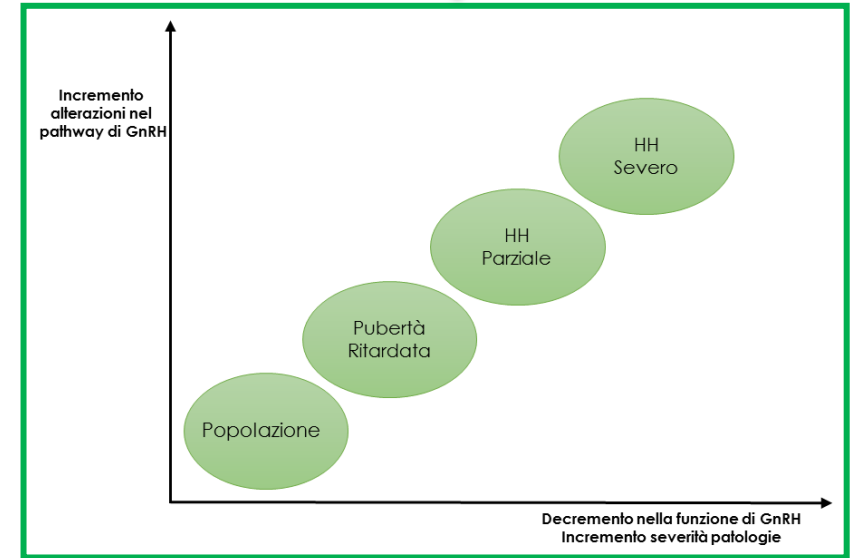 Incremento
alterazioni nel
pathway di GnRH
HH
Severo
HH
Parziale
Pubertà
Ritardata
Popolazione
Decremento nella funzione di GnRH
Incremento severità patologie